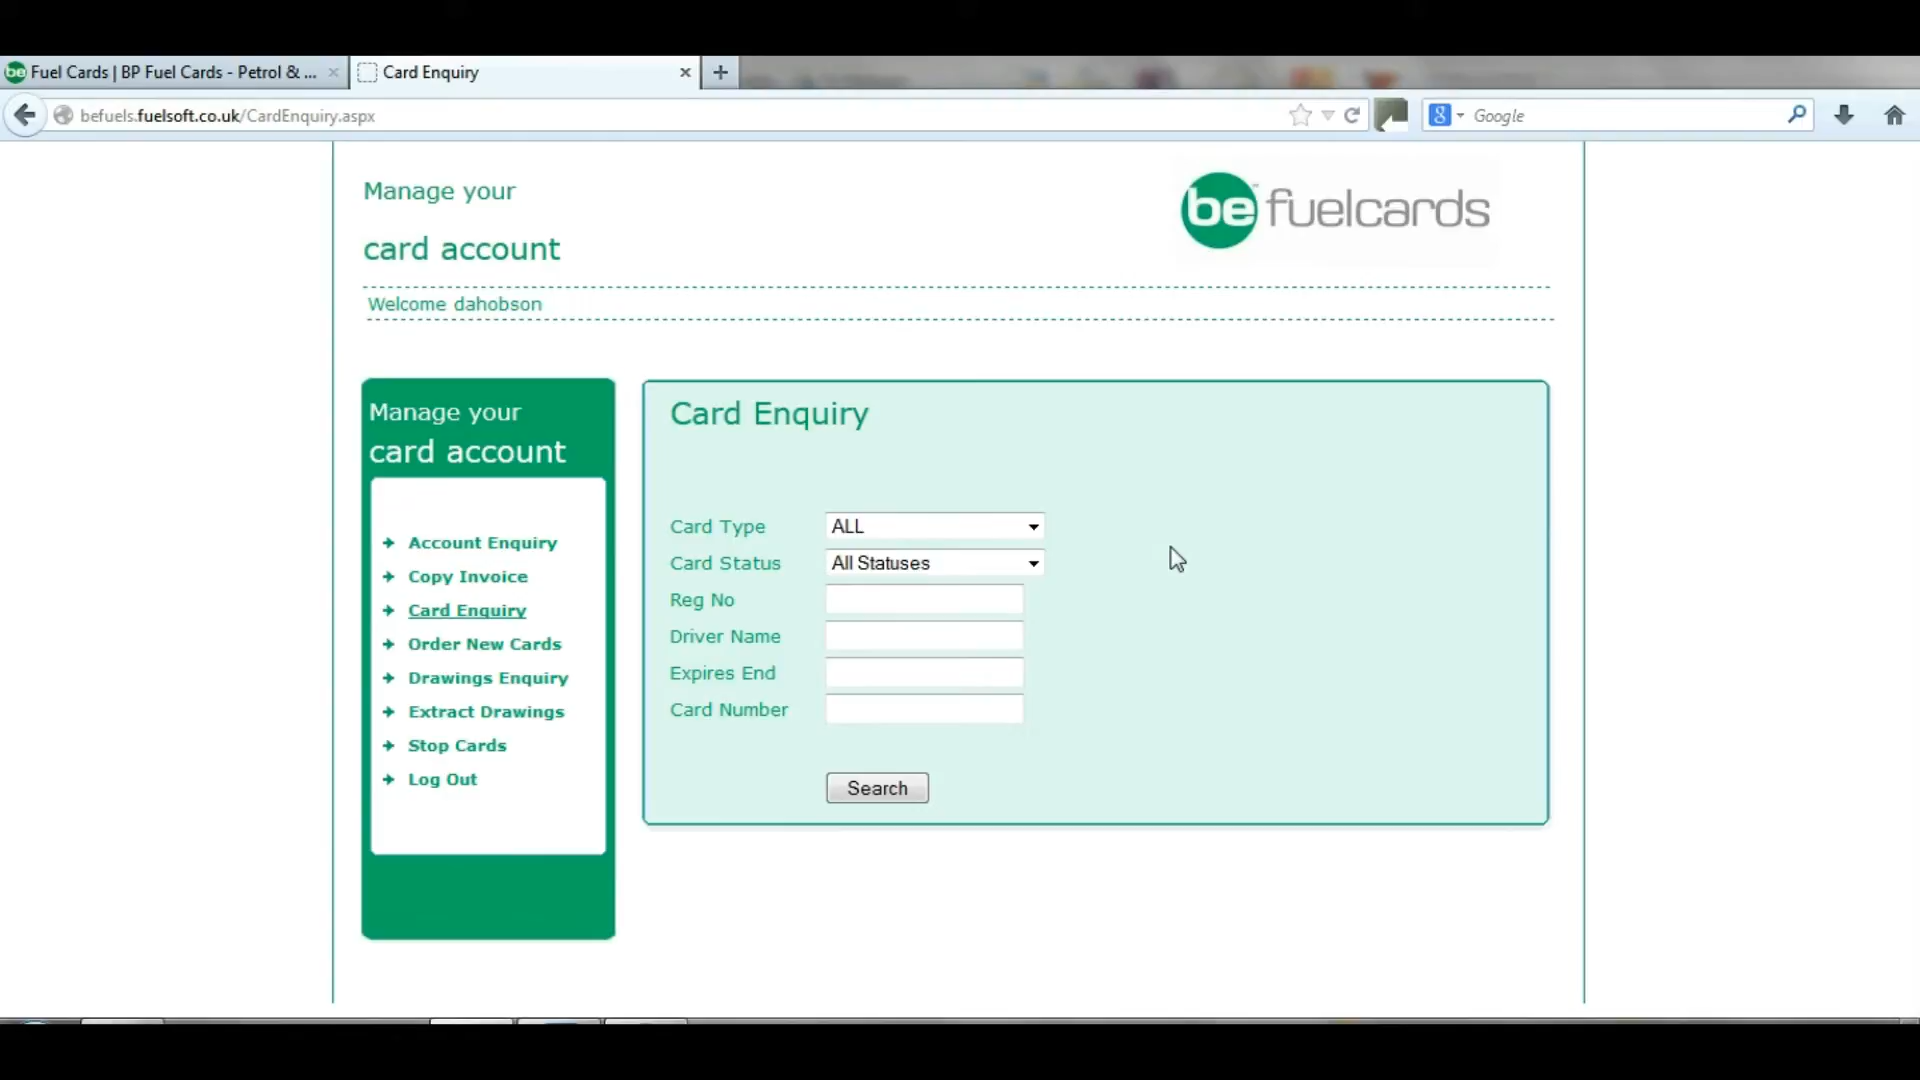 be Fuel Cards | BP Fuel Cards - Petrol & ...
Card Enquiry
befuels.fuelsoft.co.uk/CardEnquiry.aspx
8 Google
Manage your
card account
be fuelcards
Welcome dahobson
Manage your
card account
Account Enquiry
Copy Invoice
Card Enquiry
Order New Cards
Drawings Enquiry
Extract Drawings
Stop Cards
Log Out
Card Enquiry
Card Type ALL
Card Status All Statuses
Reg No
Driver Name
Expires End
Card Number
Search